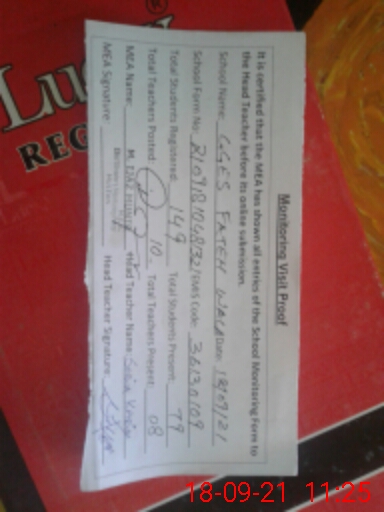 Monitoring Visit Proof
It is certified that the MEA has shown all entries of the School Monitoring Form to
the Head Teacher before its online submission.
School Name: GGES FATEH WALA Date: 18/09/21
School Form No: EMIS Code: 36130109
Total Students Registered: 149 Total Students Present: 79
Total Teachers Posted: 10 Total Teachers Present: 08
MEA Name: Head Teacher Name:
MEA Signature: Head Teacher Signature:
Lu
REG
18-09-21 11:25